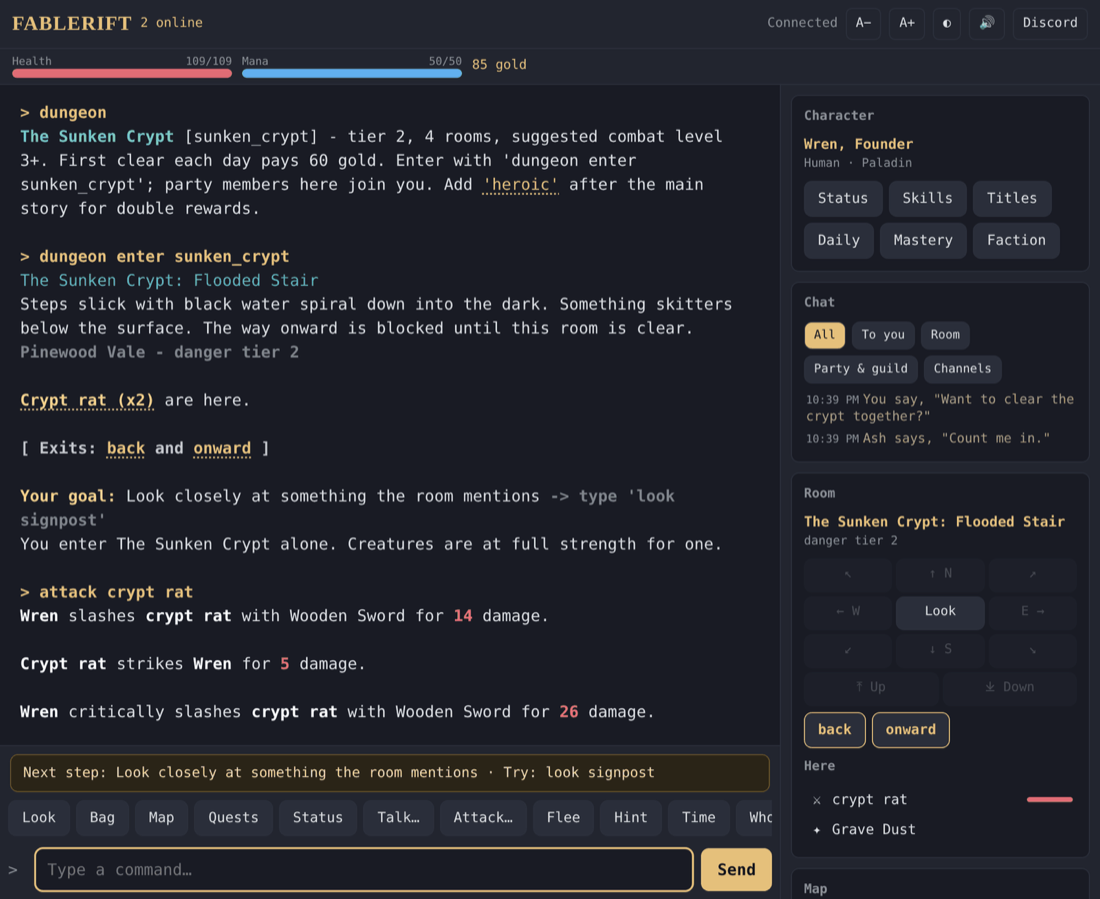 FABLERIFT 2 online
Connected A− A+ Discord
Health 109/109 Mana 50/50 85 gold
> dungeon
The Sunken Crypt [sunken_crypt] - tier 2, 4 rooms, suggested combat level
3+. First clear each day pays 60 gold. Enter with 'dungeon enter
sunken_crypt'; party members here join you. Add 'heroic' after the main
story for double rewards.
> dungeon enter sunken_crypt
The Sunken Crypt: Flooded Stair
Steps slick with black water spiral down into the dark. Something skitters
below the surface. The way onward is blocked until this room is clear.
Pinewood Vale - danger tier 2
Crypt rat (x2) are here.
[ Exits: back and onward ]
Your goal: Look closely at something the room mentions -> type 'look
signpost'
You enter The Sunken Crypt alone. Creatures are at full strength for one.
> attack crypt rat
Wren slashes crypt rat with Wooden Sword for 14 damage.
Crypt rat strikes Wren for 5 damage.
Wren critically slashes crypt rat with Wooden Sword for 26 damage.
Next step: Look closely at something the room mentions · Try: look signpost
Look Bag Map Quests Status Talk… Attack… Flee Hint Time Who
> Type a command… Send
Character
Wren, Founder
Human · Paladin
Status Skills Titles
Daily Mastery Faction
Chat
All To you Room
Party & guild Channels
10:39 PM You say, "Want to clear the
crypt together?"
10:39 PM Ash says, "Count me in."
Room
The Sunken Crypt: Flooded Stair
danger tier 2
↖ ↑ N ↗
← W Look E →
↙ ↓ S ↘
⤒ Up ⤓ Down
back onward
Here
⚔ crypt rat
✦ Grave Dust
Map